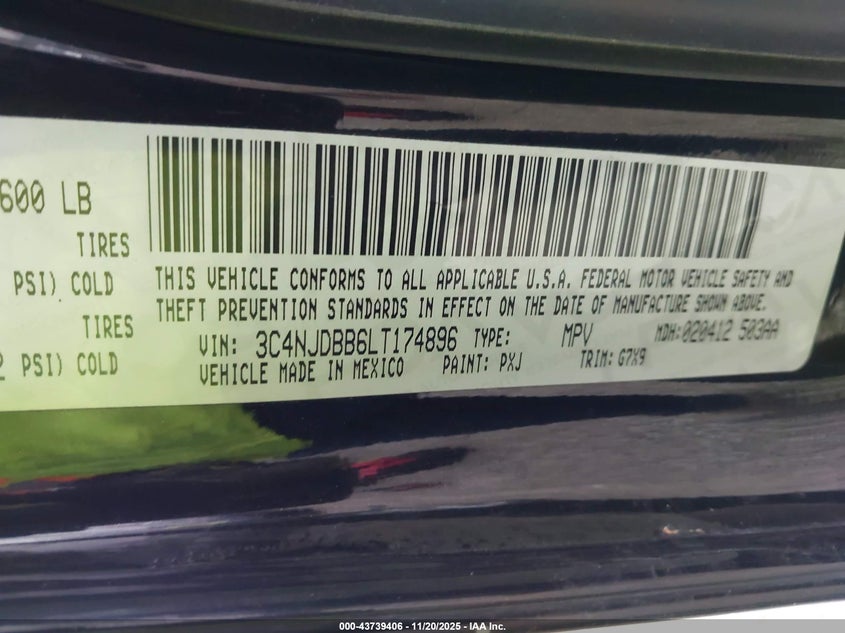 600 LB
TIRES
PSI) COLD
TIRES
PSI) COLD
THIS VEHICLE CONFORMS TO ALL APPLICABLE U.S.A. FEDERAL MOTOR VEHICLE SAFETY AND
THEFT PREVENTION STANDARDS IN EFFECT ON THE DATE OF MANUFACTURE SHOWN ABOVE.
VIN: 3C4NJDBB6LT174896 TYPE: MPV MDH:020412 503AA
VEHICLE MADE IN MEXICO PAINT: PXJ TRIM: G7X9
000-43739406 - 11/20/2025 - IAA Inc.